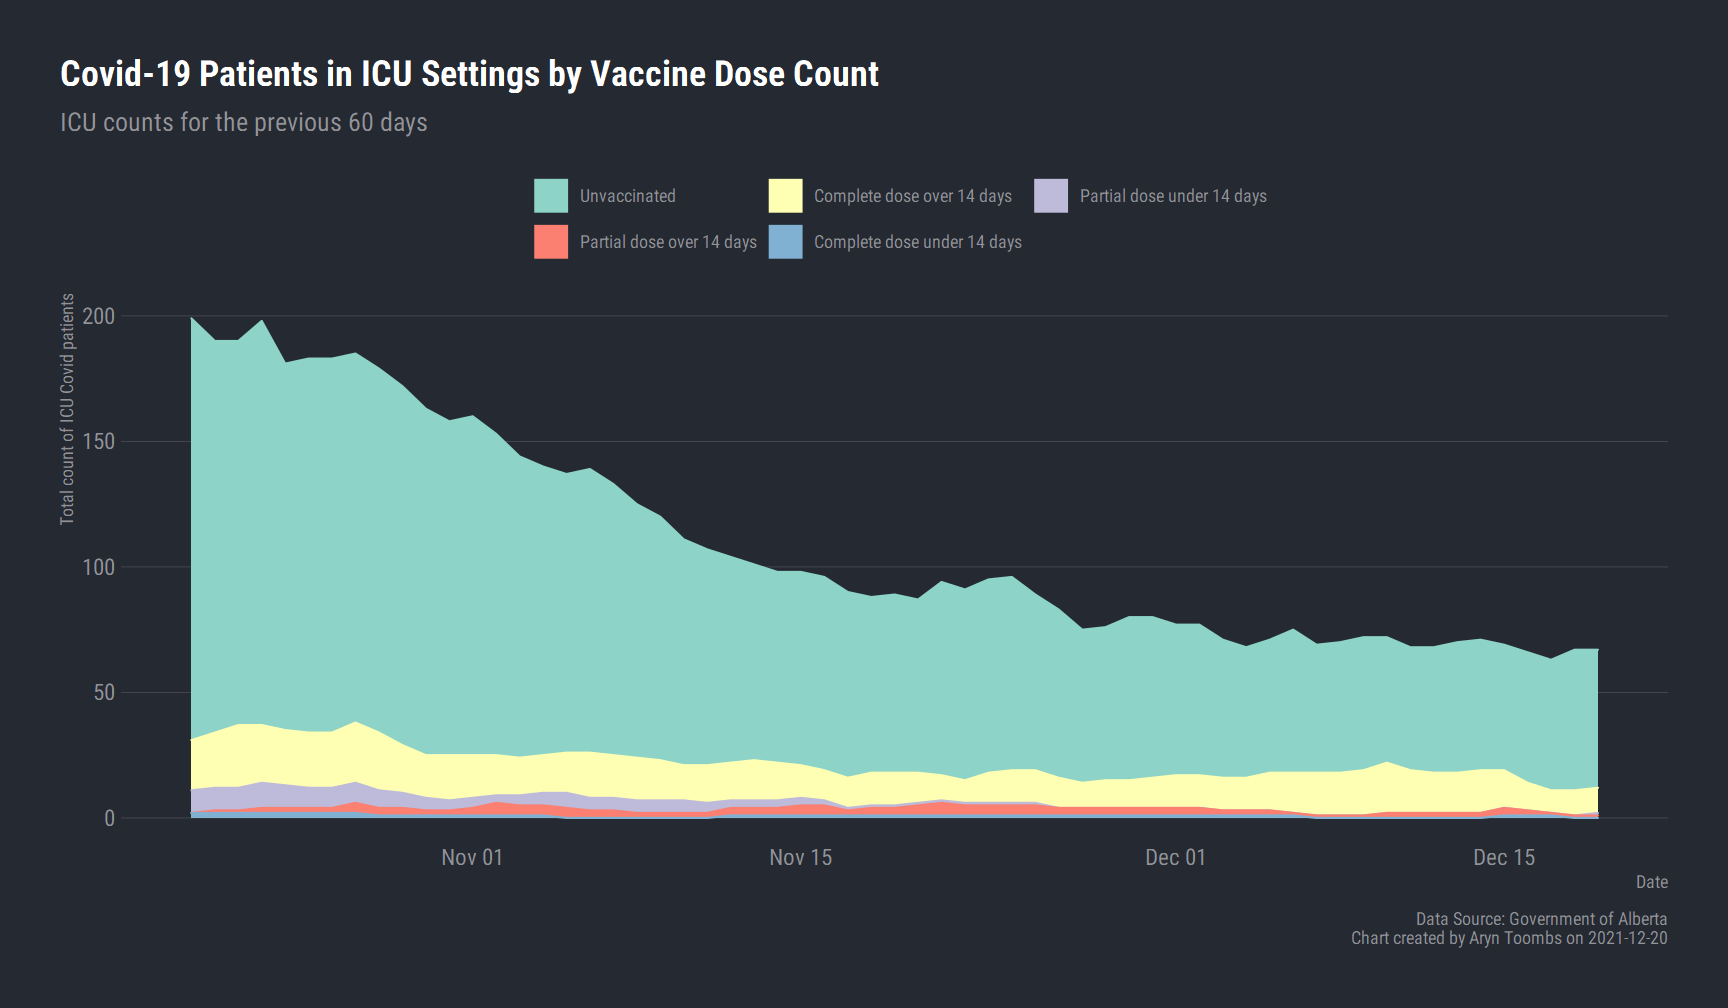 Covid-19 Patients in ICU Settings by Vaccine Dose Count
ICU counts for the previous 60 days
Unvaccinated
Complete dose over 14 days
Partial dose under 14 days
Partial dose over 14 days
Complete dose under 14 days
Total count of ICU Covid patients
200
150
100
50
0
Nov 01
Nov 15
Dec 01
Dec 15
Date
Data Source: Government of Alberta
Chart created by Aryn Toombs on 2021-12-20